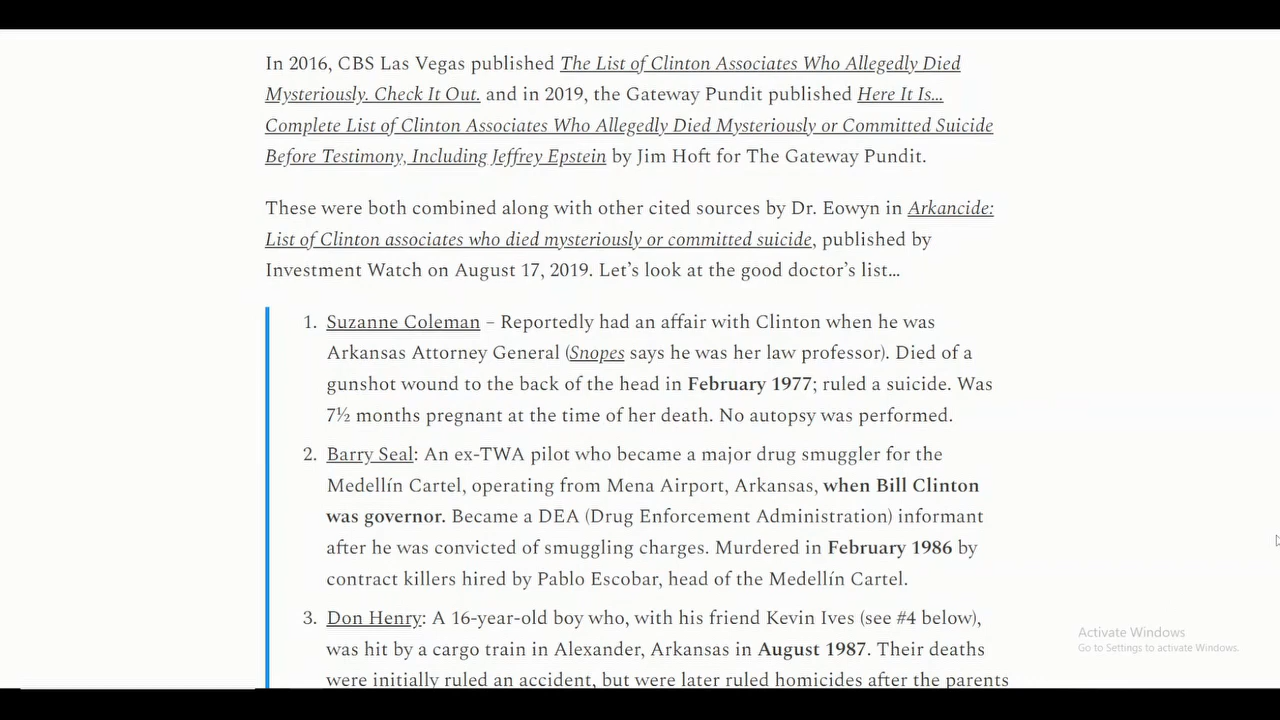 In 2016, CBS Las Vegas published The List of Clinton Associates Who Allegedly Died
Mysteriously. Check It Out. and in 2019, the Gateway Pundit published Here It Is...
Complete List of Clinton Associates Who Allegedly Died Mysteriously or Committed Suicide
Before Testimony, Including Jeffrey Epstein by Jim Hoft for The Gateway Pundit.
These were both combined along with other cited sources by Dr. Eowyn in Arkancide:
List of Clinton associates who died mysteriously or committed suicide, published by
Investment Watch on August 17, 2019. Let’s look at the good doctor’s list...
1. Suzanne Coleman – Reportedly had an affair with Clinton when he was
Arkansas Attorney General (Snopes says he was her law professor). Died of a
gunshot wound to the back of the head in February 1977; ruled a suicide. Was
7½ months pregnant at the time of her death. No autopsy was performed.
2. Barry Seal: An ex-TWA pilot who became a major drug smuggler for the
Medellín Cartel, operating from Mena Airport, Arkansas, when Bill Clinton
was governor. Became a DEA (Drug Enforcement Administration) informant
after he was convicted of smuggling charges. Murdered in February 1986 by
contract killers hired by Pablo Escobar, head of the Medellín Cartel.
3. Don Henry: A 16-year-old boy who, with his friend Kevin Ives (see #4 below),
was hit by a cargo train in Alexander, Arkansas in August 1987. Their deaths
were initially ruled an accident, but were later ruled homicides after the parents
Activate Windows
Go to Settings to activate Windows.